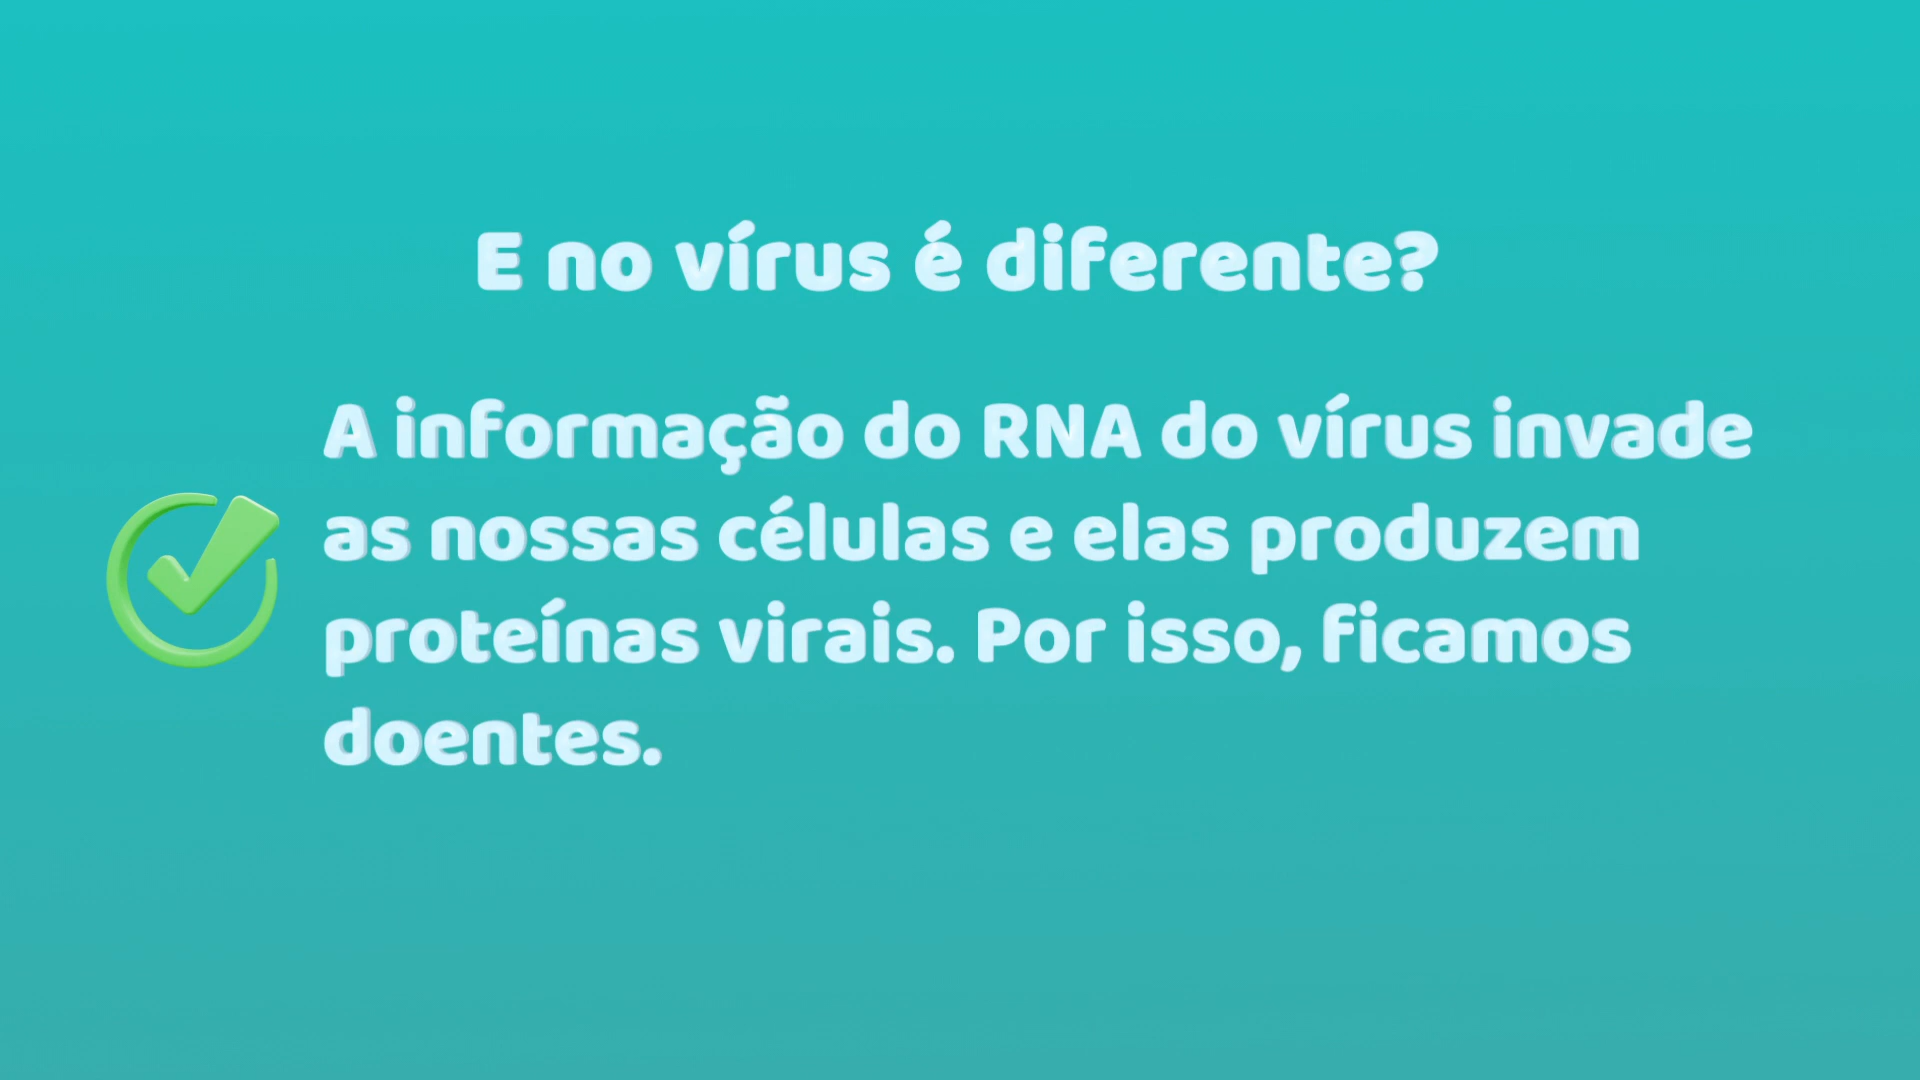 E no vírus é diferente?
A informação do RNA do vírus invade
as nossas células e elas produzem
proteínas virais. Por isso, ficamos
doentes.